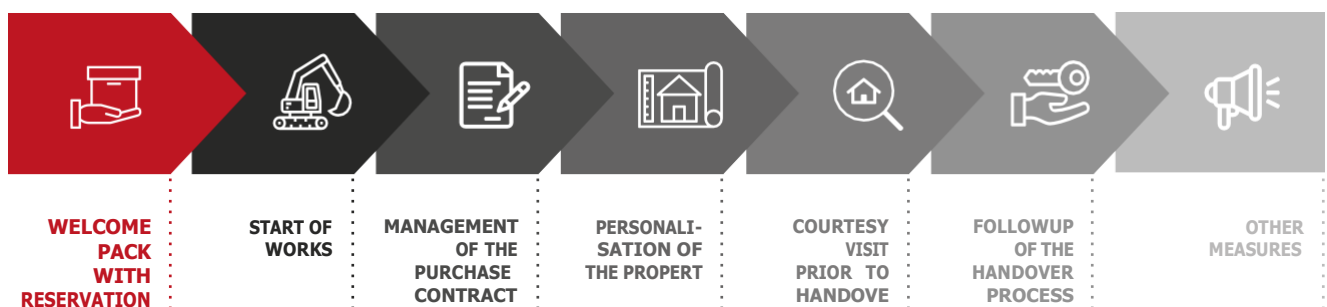 WELCOME
PACK
WITH
RESERVATION
START OF
WORKS
MANAGEMENT
OF THE
PURCHASE
CONTRACT
PERSONALI-
SATION OF
THE PROPERT
COURTESY
VISIT
PRIOR TO
HANDOVE
FOLLOWUP
OF THE
HANDOVER
PROCESS
OTHER
MEASURES